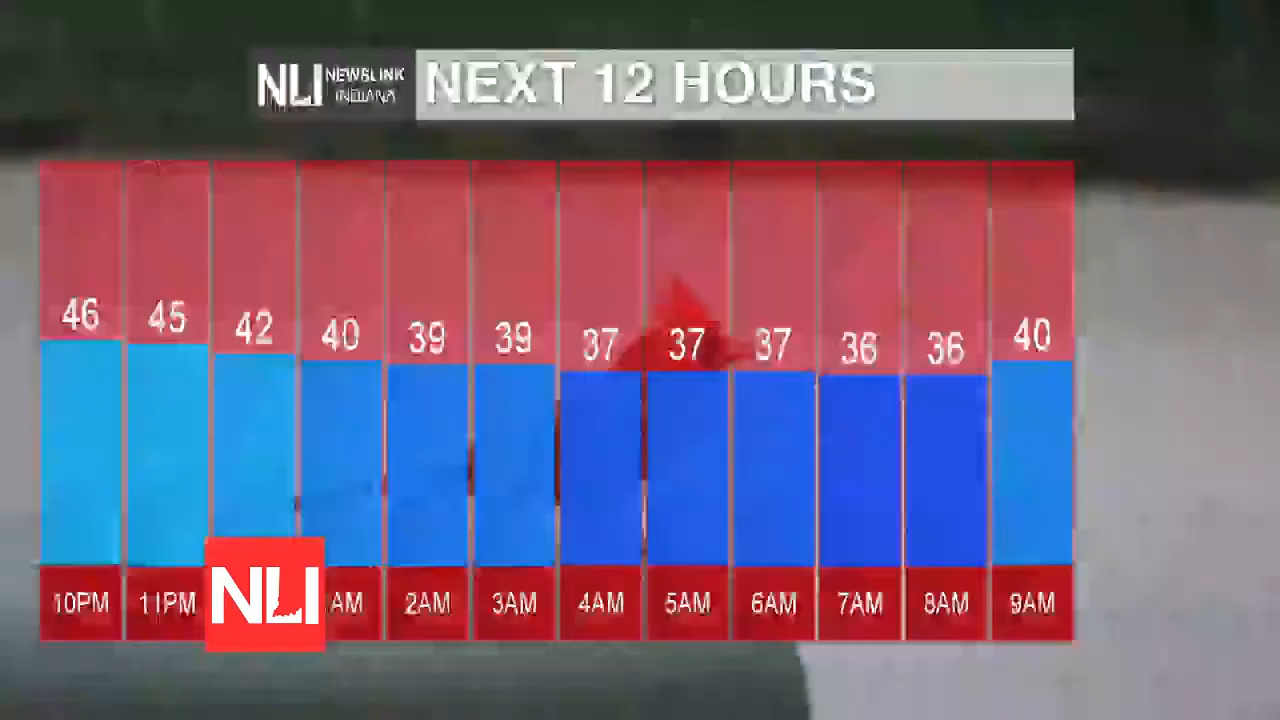 NLI NEWSLINK INDIANA NEXT 12 HOURS
46 45 42 40 39 39 37 37 37 36 36 40
10PM 11PM AM 2AM 3AM 4AM 5AM 6AM 7AM 8AM 9AM
NLI